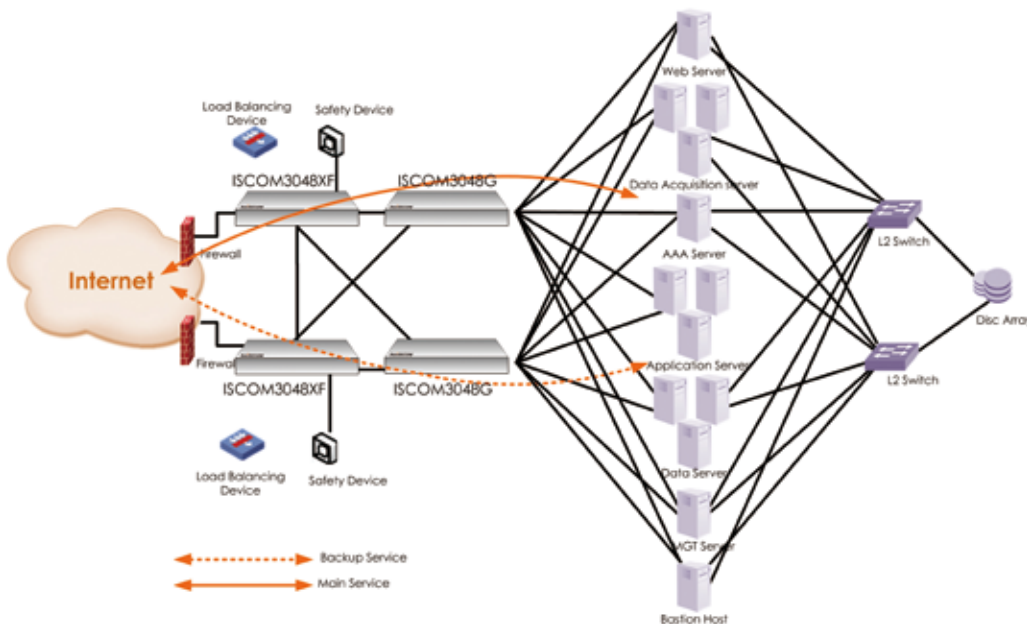 Web Server
Load Balancing
Device
Safety Device
ISCOM3048XF
ISCOM3048G
Data Acquisition server
Firewall
Internet
AAA Server
L2 Switch
Disc Array
Firewall
ISCOM3048XF
ISCOM3048G
Application Server
L2 Switch
Load Balancing
Device
Safety Device
Data Server
MGT Server
Backup Service
Main Service
Bastion Host